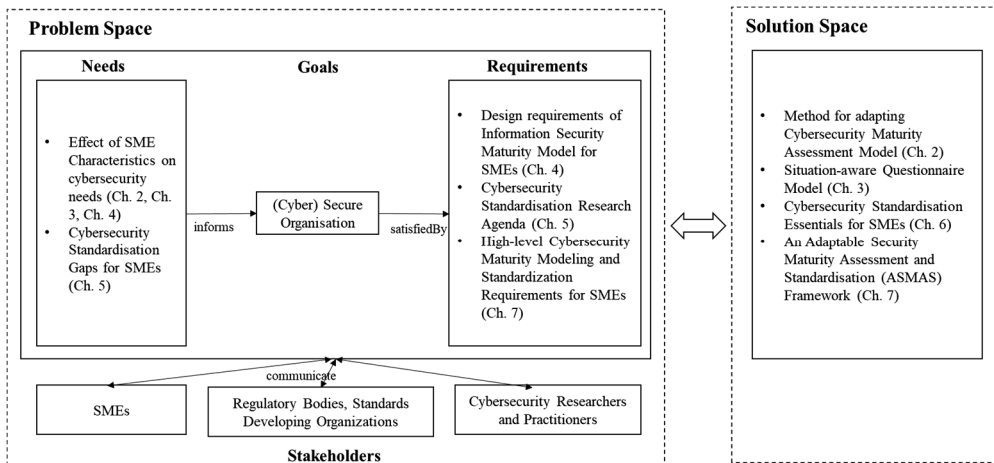 Problem Space
Needs
Goals
Requirements
• Effect of SME
Characteristics on
cybersecurity
needs (Ch. 2, Ch.
3, Ch. 4)
• Cybersecurity
Standardisation
Gaps for SMEs
(Ch. 5)
informs
(Cyber) Secure
Organisation
satisfiedBy
• Design requirements of
Information Security
Maturity Model for
SMEs (Ch. 4)
• Cybersecurity
Standardisation Research
Agenda (Ch. 5)
• High-level Cybersecurity
Maturity Modeling and
Standardization
Requirements for SMEs
(Ch. 7)
communicate
SMEs
Regulatory Bodies, Standards
Developing Organizations
Cybersecurity Researchers
and Practitioners
Stakeholders
Solution Space
• Method for adapting
Cybersecurity Maturity
Assessment Model (Ch. 2)
• Situation-aware Questionnaire
Model (Ch. 3)
• Cybersecurity Standardisation
Essentials for SMEs (Ch. 6)
• An Adaptable Security
Maturity Assessment and
Standardisation (ASMAS)
Framework (Ch. 7)